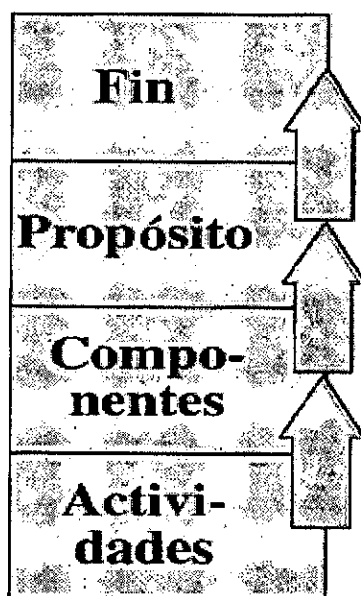 Fin
Propósito
Compo-
nentes
Activi-
dades